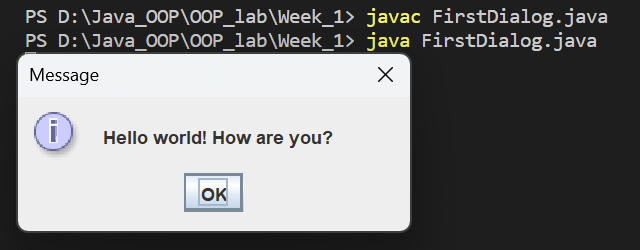 PS D:\Java_OOP\OOP_lab\Week_1> javac FirstDialog.java
PS D:\Java_OOP\OOP_lab\Week_1> java FirstDialog.java
Message
i
Hello world! How are you?
OK